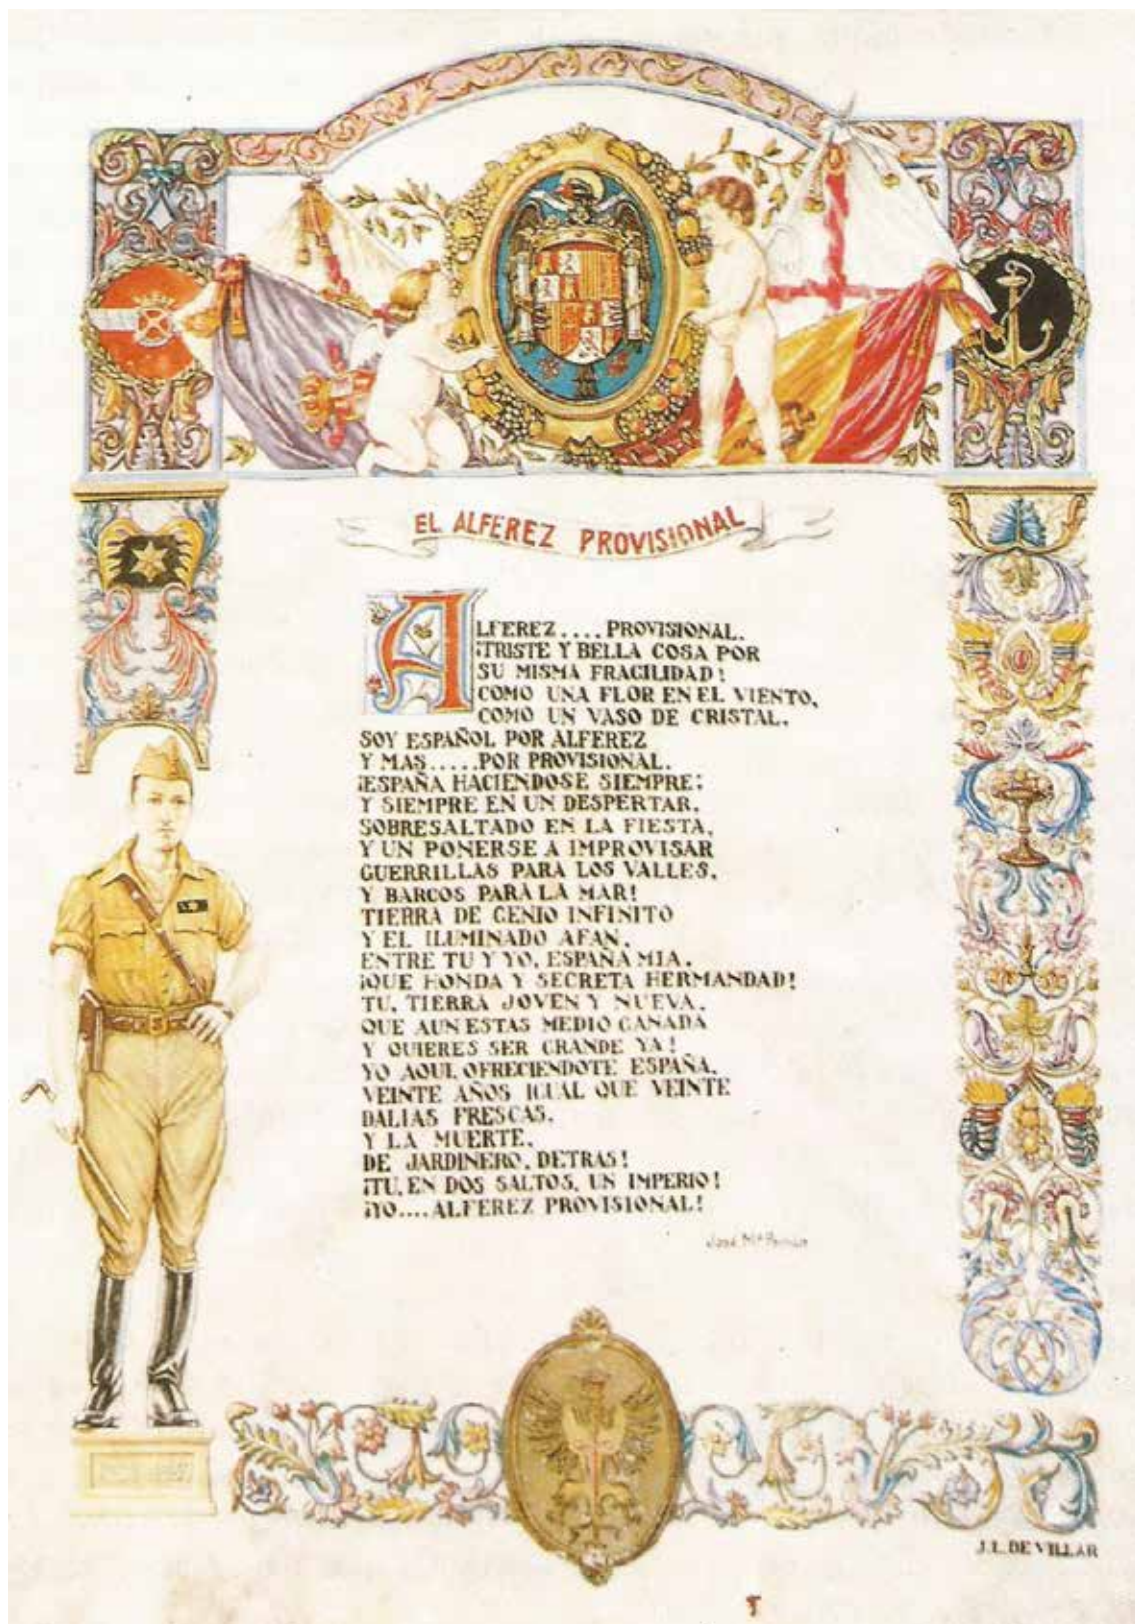 EL ALFEREZ PROVISIONAL
ALFEREZ.... PROVISIONAL.
¡TRISTE Y BELLA COSA POR
SU MISMA FRAGILIDAD!
COMO UNA FLOR EN EL VIENTO,
COMO UN VASO DE CRISTAL.
SOY ESPAÑOL POR ALFEREZ
Y MAS.....POR PROVISIONAL.
¡ESPAÑA HACIENDOSE SIEMPRE;
Y SIEMPRE EN UN DESPERTAR,
SOBRESALTADO EN LA FIESTA,
Y UN PONERSE A IMPROVISAR
GUERRILLAS PARA LOS VALLES,
Y BARCOS PARA LA MAR!
TIERRA DE GENIO INFINITO
Y EL ILUMINADO AFAN,
ENTRE TU Y YO, ESPAÑA MIA,
¡QUE HONDA Y SECRETA HERMANDAD!
TU, TIERRA JOVEN Y NUEVA,
QUE AUN ESTAS MEDIO GANADA
Y QUIERES SER GRANDE YA!
YO AQUI, OFRECIENDOTE ESPAÑA,
VEINTE AÑOS IGUAL QUE VEINTE
DALIAS FRESCAS,
Y LA MUERTE,
DE JARDINERO, DETRAS!
¡TU, EN DOS SALTOS, UN IMPERIO!
¡YO....ALFEREZ PROVISIONAL!
José Mª Pemán
J.L. DE VILLAR